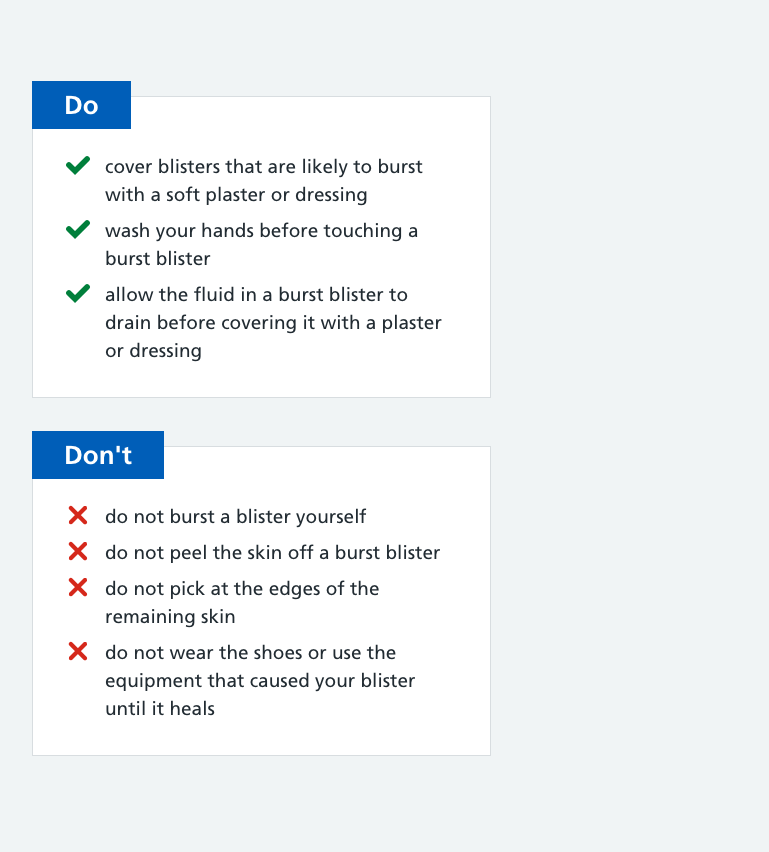 Do
cover blisters that are likely to burst
with a soft plaster or dressing
wash your hands before touching a
burst blister
allow the fluid in a burst blister to
drain before covering it with a plaster
or dressing
Don't
do not burst a blister yourself
do not peel the skin off a burst blister
do not pick at the edges of the
remaining skin
do not wear the shoes or use the
equipment that caused your blister
until it heals